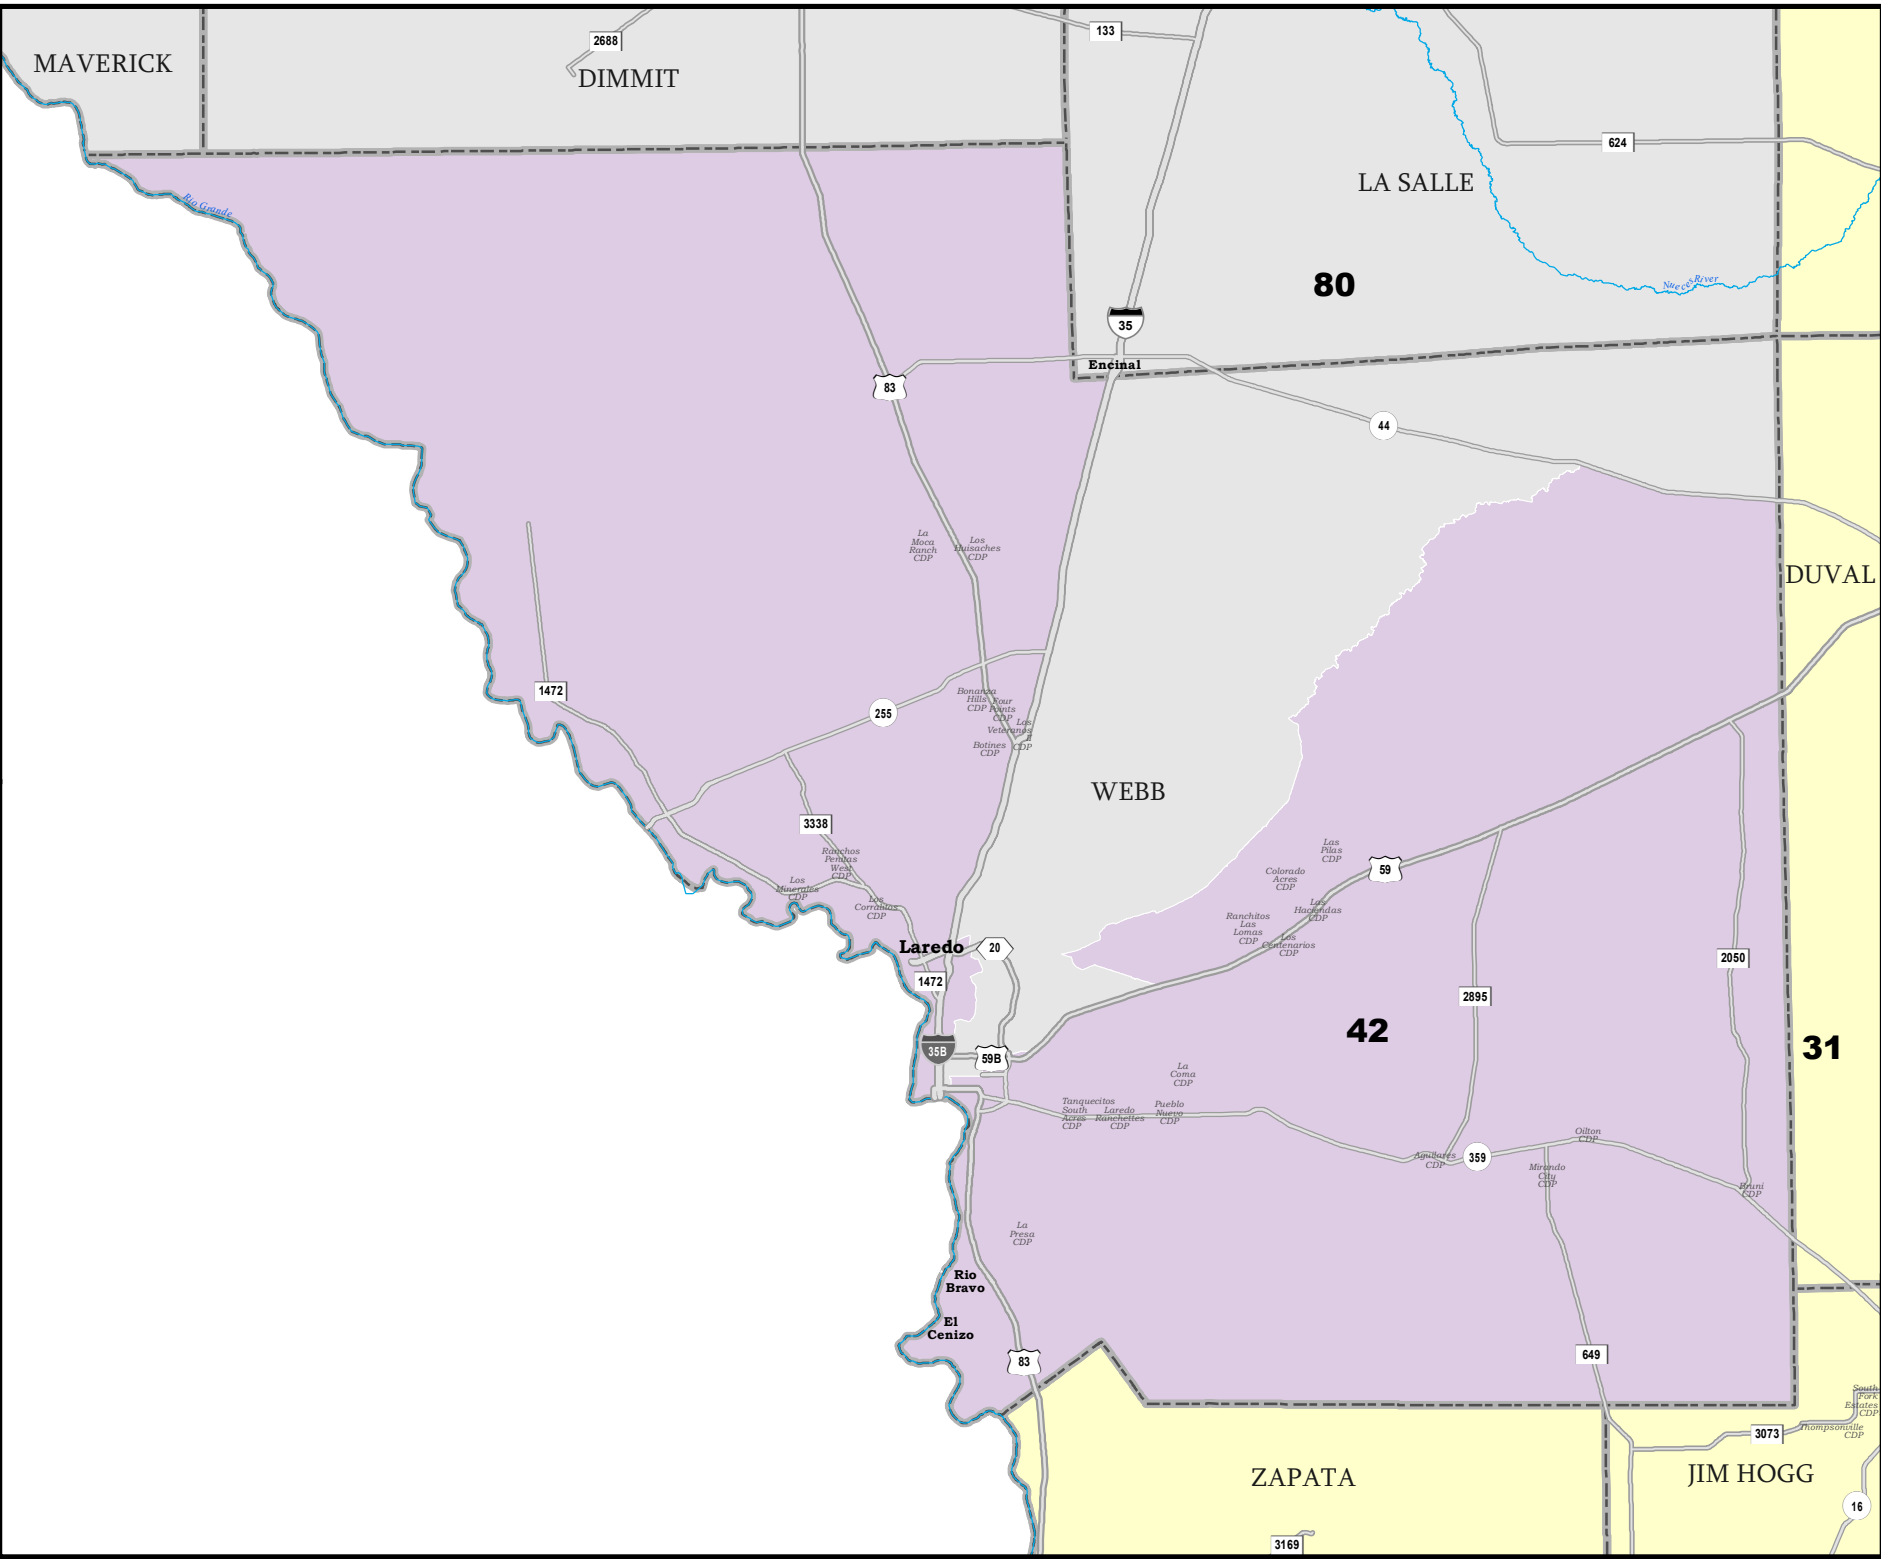 133
2688
MAVERICK
DIMMIT
624
LA SALLE
Rio Grande
80
Nueces River
35
Encinal
83
44
La
Moca
Ranch
CDP
Los
Huisaches
CDP
DUVAL
1472
255
Bonanza
Hills
CDP
Four
Points
CDP
Los
Veteranos
II
CDP
Botines
CDP
WEBB
3338
Ranchos
Penitas
West
CDP
Los
Minerales
CDP
Los
Corralitos
CDP
Las
Pilas
CDP
59
Colorado
Acres
CDP
Las
Haciendas
CDP
Ranchitos
Las
Lomas
CDP
Los
Centenarios
CDP
Laredo
20
1472
2050
2895
42
31
35B
59B
La
Coma
CDP
Tanquecitos
South
Acres
CDP
Laredo
Ranchettes
CDP
Pueblo
Nuevo
CDP
Oilton
CDP
Aguilares
CDP
359
Mirando
City
CDP
Bruni
CDP
La
Presa
CDP
Rio
Bravo
El
Cenizo
83
649
South
Fork
Estates
CDP
Thompsonville
CDP
3073
ZAPATA
JIM HOGG
16
3169